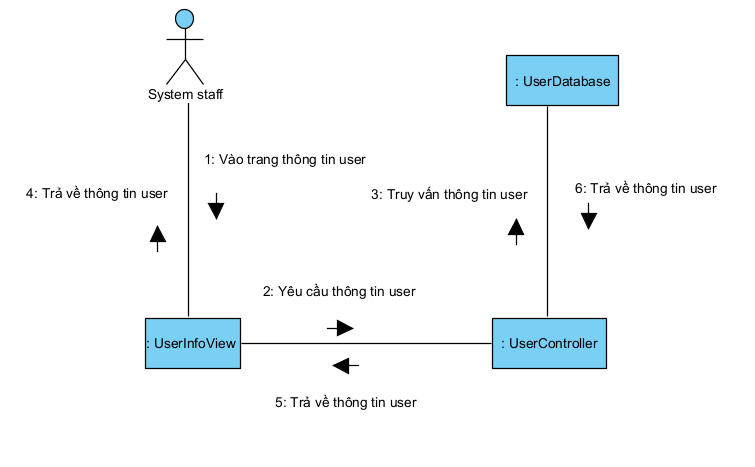 : UserDatabase
System staff
1: Vào trang thông tin user
4: Trả về thông tin user
3: Truy vấn thông tin user
6: Trả về thông tin user
2: Yêu cầu thông tin user
: UserInfoView
: UserController
5: Trả về thông tin user